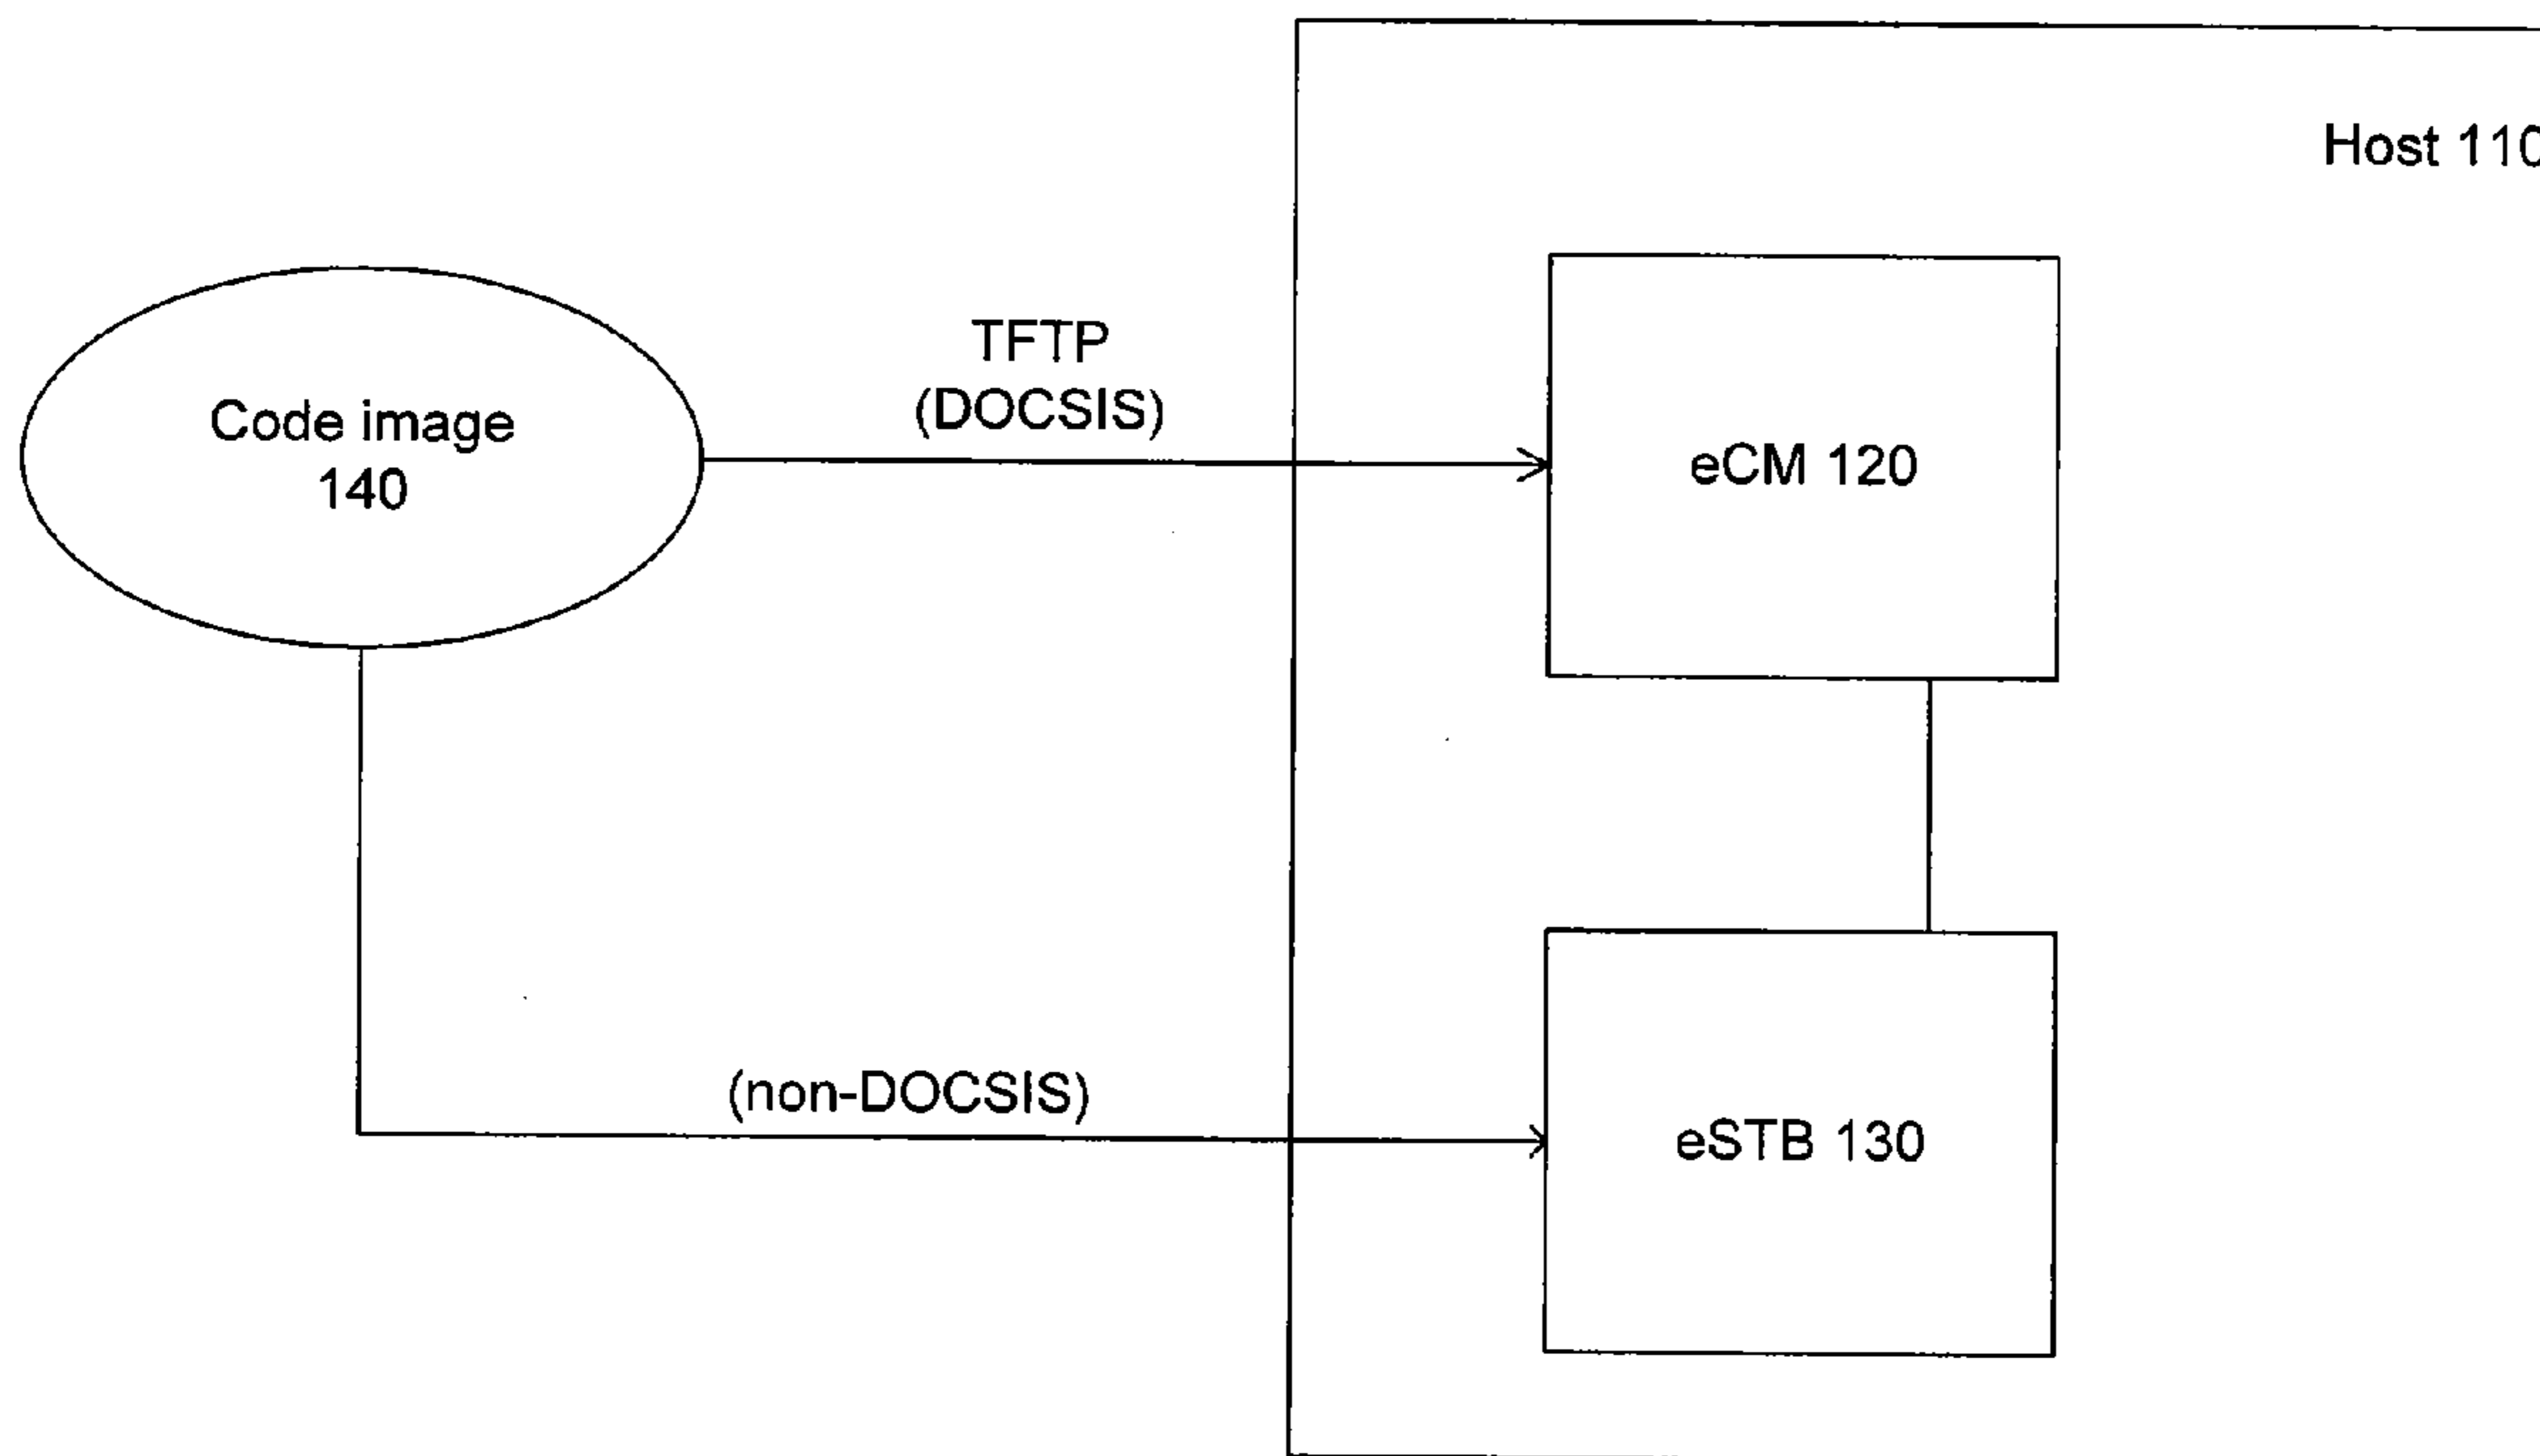 Host 110
TFTP
(DOCSIS)
Code image
140
eCM 120
(non-DOCSIS)
eSTB 130